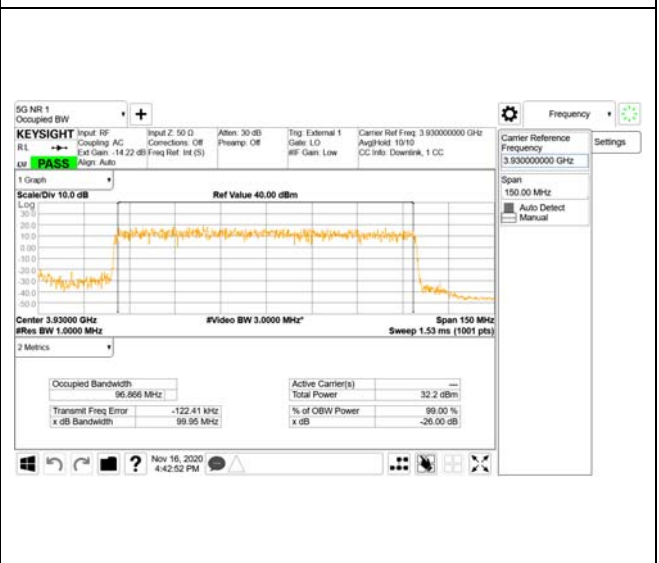 5G NR 1
Occupied BW
Frequency
KEYSIGHT
RL
LW PASS
Input: RF
Coupling: AC
Ext Gain: -14.22 dB
Align: Auto
Input Z: 50 Ω
Corrections: Off
Freq Ref: Int (S)
Atten: 30 dB
Preamp: Off
Trig: External 1
Gate: LO
#IF Gain: Low
Carrier Ref Freq: 3.930000000 GHz
Avg|Hold: 10/10
CC Info: Downlink, 1 CC
Carrier Reference
Frequency
3.930000000 GHz
Settings
Span
150.00 MHz
Auto Detect
Manual
1 Graph
Scale/Div 10.0 dB
Ref Value 40.00 dBm
Log
30.0
20.0
10.0
0.00
-10.0
-20.0
-30.0
-40.0
-50.0
Center 3.93000 GHz
#Video BW 3.0000 MHz*
Span 150 MHz
#Res BW 1.0000 MHz
Sweep 1.53 ms (1001 pts)
2 Metrics
Occupied Bandwidth
96.866 MHz
Active Carrier(s)
---
Total Power
32.2 dBm
Transmit Freq Error
-122.41 kHz
x dB Bandwidth
99.95 MHz
% of OBW Power
99.00 %
x dB
-26.00 dB
?
Nov 16, 2020
4:42:52 PM